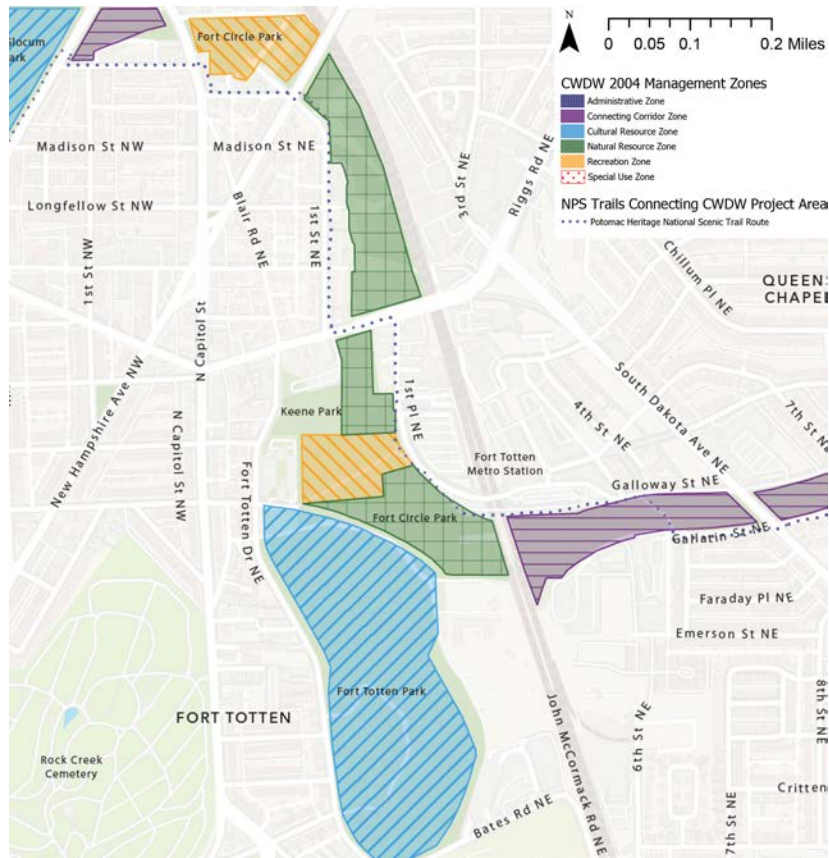 N
0 0.05 0.1 0.2 Miles
CWDW 2004 Management Zones
Administrative Zone
Connecting Corridor Zone
Cultural Resource Zone
Natural Resource Zone
Recreation Zone
Special Use Zone
NPS Trails Connecting CWDW Project Area
Potomac Heritage National Scenic Trail Route
Slocum
ark
Fort Circle Park
Madison St NW
Madison St NE
Longfellow St NW
Blair Rd NE
1st St NE
1st St NW
3rd St NE
Riggs Rd NE
Chillum Pl NE
QUEEN
CHAPEL
N Capitol St
New Hampshire Ave NW
N Capitol St NW
Keene Park
1st Pl NE
South Dakota Ave NE
4th St NE
7th St N
Fort Totten
Metro Station
Galloway St NE
Fort Totten Dr NE
Fort Circle Park
Gallatin St NE
Faraday Pl NE
Emerson St NE
Fort Totten Park
FORT TOTTEN
Rock Creek
Cemetery
John McCormack Rd NE
6th St NE
8th St NE
7th St NE
Critten
Bates Rd NE